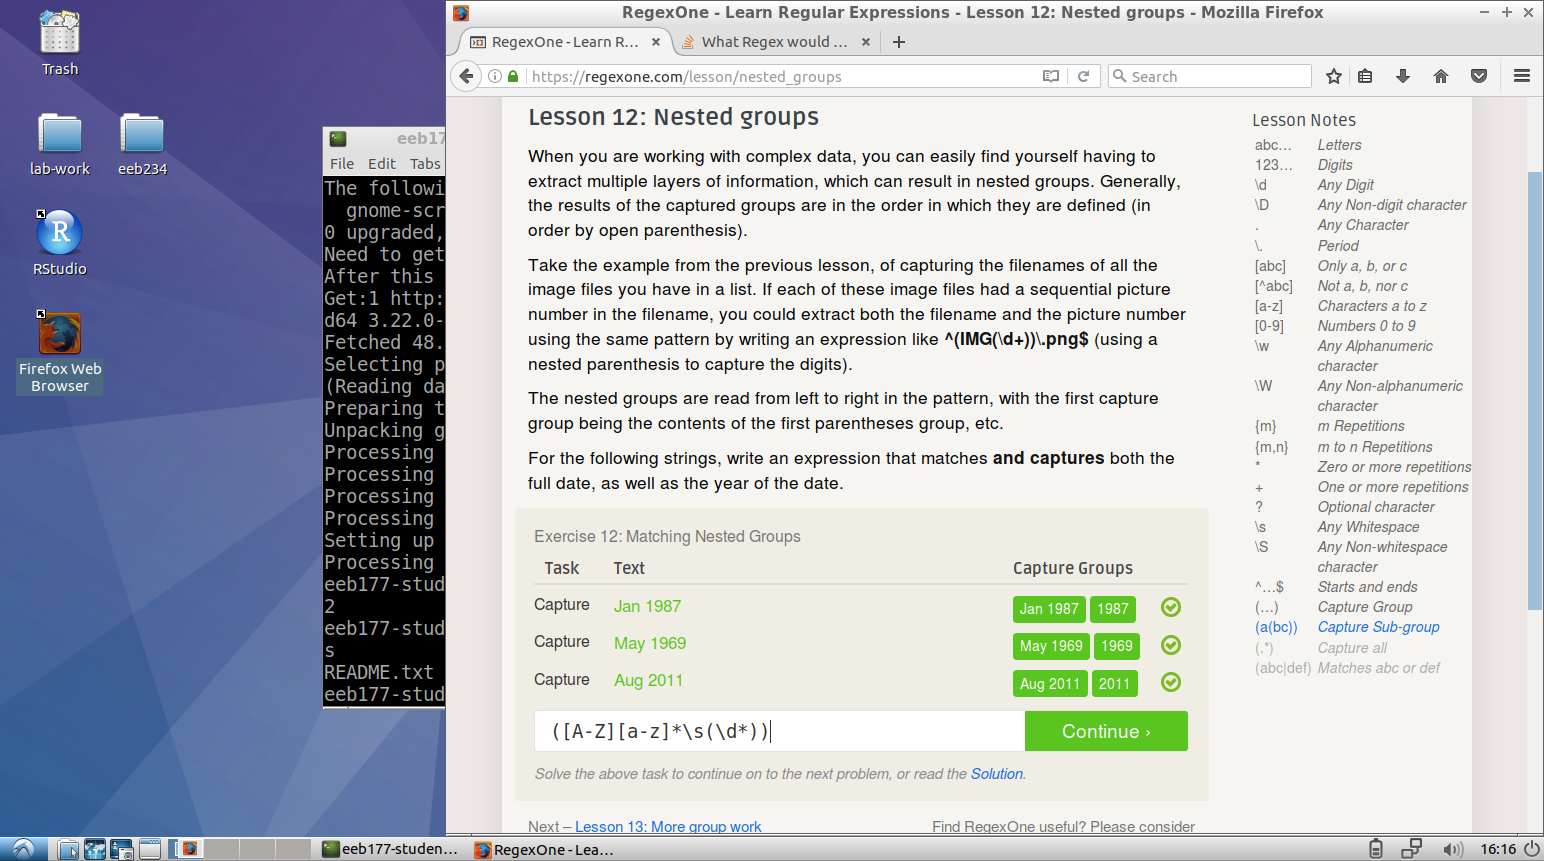 Trash
lab-work
eeb234
RStudio
Firefox Web
Browser
eeb17
File Edit Tabs
The followi
gnome-scr
0 upgraded,
Need to get
After this
Get:1 http:
d64 3.22.0-
Fetched 48.
Selecting p
(Reading da
Preparing t
Unpacking g
Processing
Processing
Processing
Processing
Setting up
Processing
eeb177-stud
2
eeb177-stud
s
README.txt
eeb177-stud
RegexOne - Learn Regular Expressions - Lesson 12: Nested groups - Mozilla Firefox
RegexOne - Learn R... What Regex would ...
https://regexone.com/lesson/nested_groups
Search
Lesson 12: Nested groups
When you are working with complex data, you can easily find yourself having to
extract multiple layers of information, which can result in nested groups. Generally,
the results of the captured groups are in the order in which they are defined (in
order by open parenthesis).
Take the example from the previous lesson, of capturing the filenames of all the
image files you have in a list. If each of these image files had a sequential picture
number in the filename, you could extract both the filename and the picture number
using the same pattern by writing an expression like ^(IMG(\d+))\.png$ (using a
nested parenthesis to capture the digits).
The nested groups are read from left to right in the pattern, with the first capture
group being the contents of the first parentheses group, etc.
For the following strings, write an expression that matches and captures both the
full date, as well as the year of the date.
Exercise 12: Matching Nested Groups
Task Text Capture Groups
Capture Jan 1987 Jan 1987 1987
Capture May 1969 May 1969 1969
Capture Aug 2011 Aug 2011 2011
([A-Z][a-z]*\s(\d*))
Continue ›
Solve the above task to continue on to the next problem, or read the Solution.
Next – Lesson 13: More group work
Find RegexOne useful? Please consider
Lesson Notes
abc… Letters
123… Digits
\d Any Digit
\D Any Non-digit character
. Any Character
\. Period
[abc] Only a, b, or c
[^abc] Not a, b, nor c
[a-z] Characters a to z
[0-9] Numbers 0 to 9
\w Any Alphanumeric
character
\W Any Non-alphanumeric
character
{m} m Repetitions
{m,n} m to n Repetitions
* Zero or more repetitions
+ One or more repetitions
? Optional character
\s Any Whitespace
\S Any Non-whitespace
character
^…$ Starts and ends
(…) Capture Group
(a(bc)) Capture Sub-group
(.*) Capture all
(abc|def) Matches abc or def
eeb177-studen...
RegexOne - Lea...
16:16